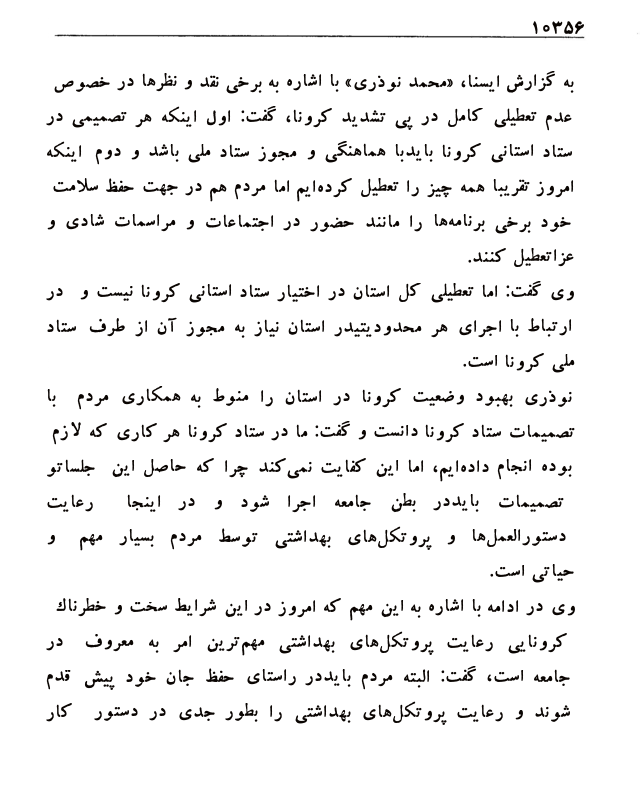 ۱۰۳۵۶
به گزارش ایسنا، «محمد نوذری» با اشاره به برخی نقد و نظرها در خصوص
عدم تعطیلی کامل در پی تشدید کرونا، گفت: اول اینکه هر تصمیمی در
ستاد استانی کرونا بایدبا هماهنگی و مجوز ستاد ملی باشد و دوم اینکه
امروز تقریبا همه چیز را تعطیل کرده‌ایم اما مردم هم در جهت حفظ سلامت
خود برخی برنامه‌ها را مانند حضور در اجتماعات و مراسمات شادی و
عزاتعطیل کنند.
وی گفت: اما تعطیلی کل استان در اختیار ستاد استانی کرونا نیست و در
ارتباط با اجرای هر محدودیتیدر استان نیاز به مجوز آن از طرف ستاد
ملی کرونا است.
نوذری بهبود وضعیت کرونا در استان را منوط به همکاری مردم با
تصمیمات ستاد کرونا دانست و گفت: ما در ستاد کرونا هر کاری که لازم
بوده انجام داده‌ایم، اما این کفایت نمی‌کند چرا که حاصل این جلساتو
تصمیمات بایددر بطن جامعه اجرا شود و در اینجا رعایت
دستورالعمل‌ها و پروتکل‌های بهداشتی توسط مردم بسیار مهم و
حیاتی است.
وی در ادامه با اشاره به این مهم که امروز در این شرایط سخت و خطرناك
کرونایی رعایت پروتکل‌های بهداشتی مهم‌ترین امر به معروف در
جامعه است، گفت: البته مردم بایددر راستای حفظ جان خود پیش قدم
شوند و رعایت پروتکل‌های بهداشتی را بطور جدی در دستور کار